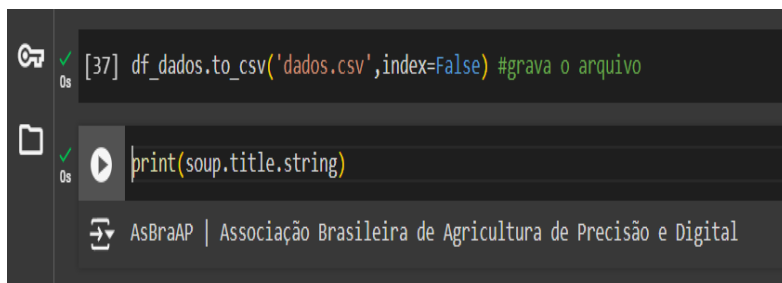 [37] df_dados.to_csv('dados.csv',index=False) #grava o arquivo
0s
print(soup.title.string)
0s
AsBraAP | Associação Brasileira de Agricultura de Precisão e Digital